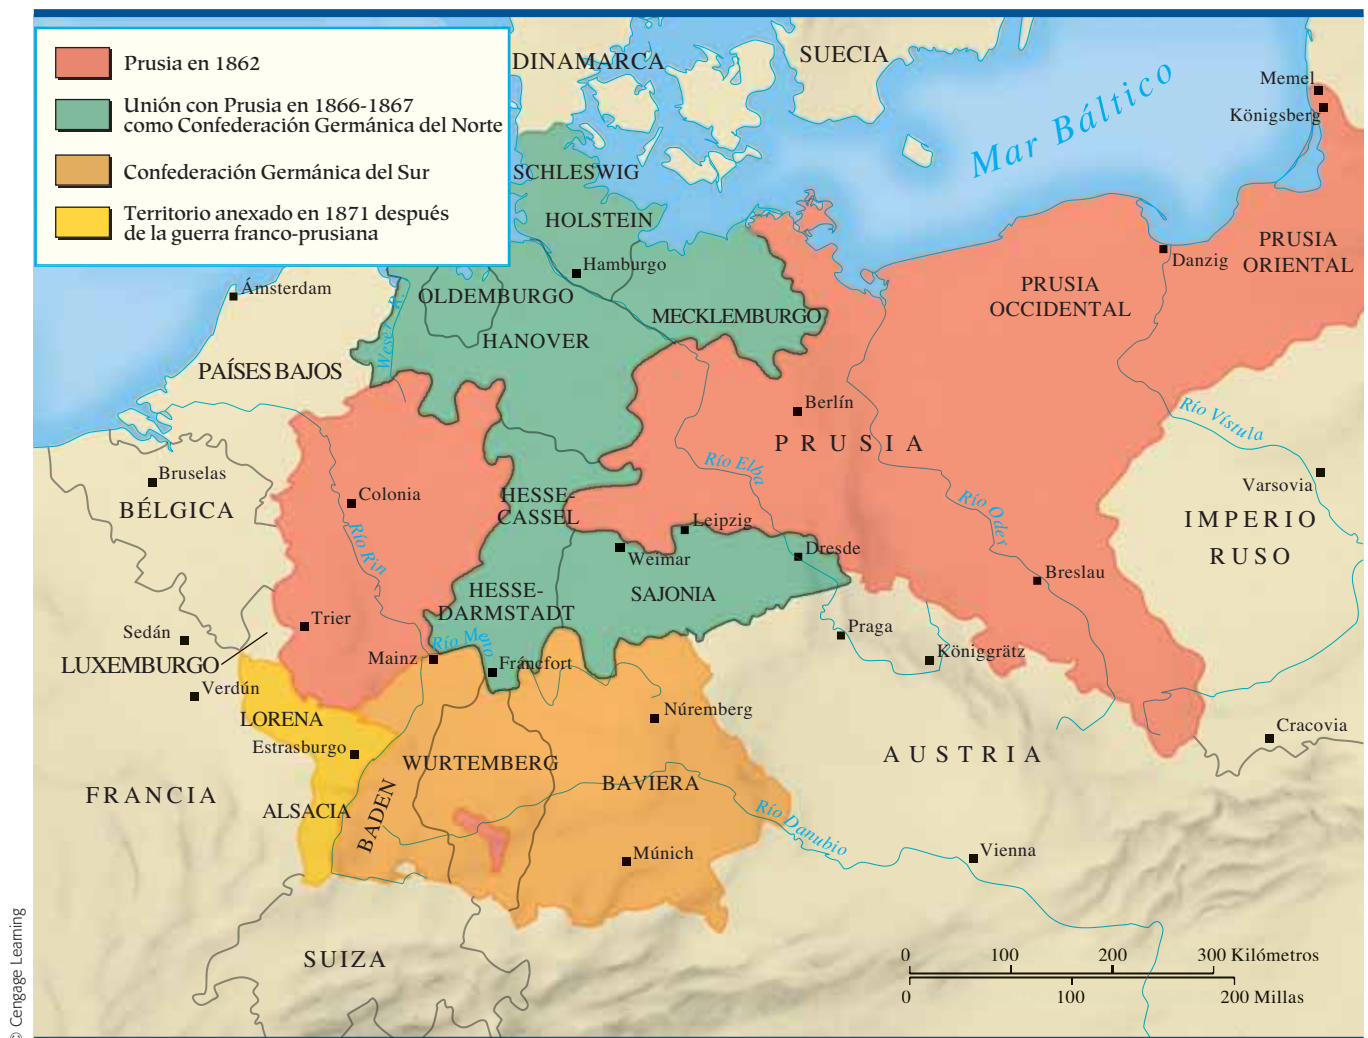 Prusia en 1862
Unión con Prusia en 1866-1867
como Confederación Germánica del Norte
Confederación Germánica del Sur
Territorio anexado en 1871 después
de la guerra franco-prusiana
DINAMARCA
SUECIA
Mar Báltico
Memel
Königsberg
SCHLESWIG
HOLSTEIN
Hamburgo
PRUSIA
ORIENTAL
Danzig
PRUSIA
OCCIDENTAL
Ámsterdam
OLDEMBURGO
MECKLEMBURGO
HANOVER
Wesez R.
PAÍSES BAJOS
Berlín
PRUSIA
Río Vístula
Bruselas
BÉLGICA
Colonia
Río Rin
HESSE-
CASSEL
Río Elba
Leipzig
Río Oder
Varsovia
IMPERIO
RUSO
Weimar
Dresde
Breslau
HESSE-
DARMSTADT
SAJONIA
Sedán
Trier
LUXEMBURGO
Verdún
Mainz
Río Meno
Fráncfort
Praga
Königgrätz
LORENA
Estrasburgo
Núremberg
Cracovia
WURTEMBERG
BAVIERA
AUSTRIA
FRANCIA
ALSACIA
BADEN
Río Danubio
Múnich
Vienna
SUIZA
0 100 200 300 Kilómetros
0 100 200 Millas
© Cengage Learning